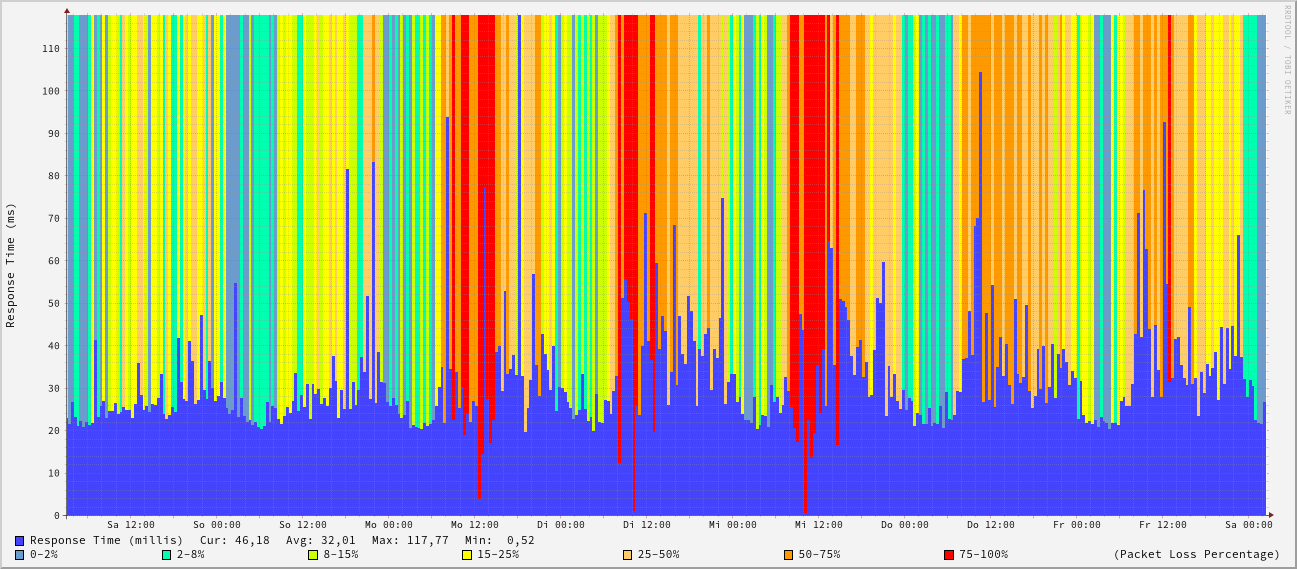 RRDTOOL / TOBI OETIKER
Response Time (ms)
110
100
90
80
70
60
50
40
30
20
10
0
Sa 12:00 So 00:00 So 12:00 Mo 00:00 Mo 12:00 Di 00:00 Di 12:00 Mi 00:00 Mi 12:00 Do 00:00 Do 12:00 Fr 00:00 Fr 12:00 Sa 00:00
Response Time (millis) Cur: 46,18 Avg: 32,01 Max: 117,77 Min: 0,52
0-2% 2-8% 8-15% 15-25% 25-50% 50-75% 75-100% (Packet Loss Percentage)